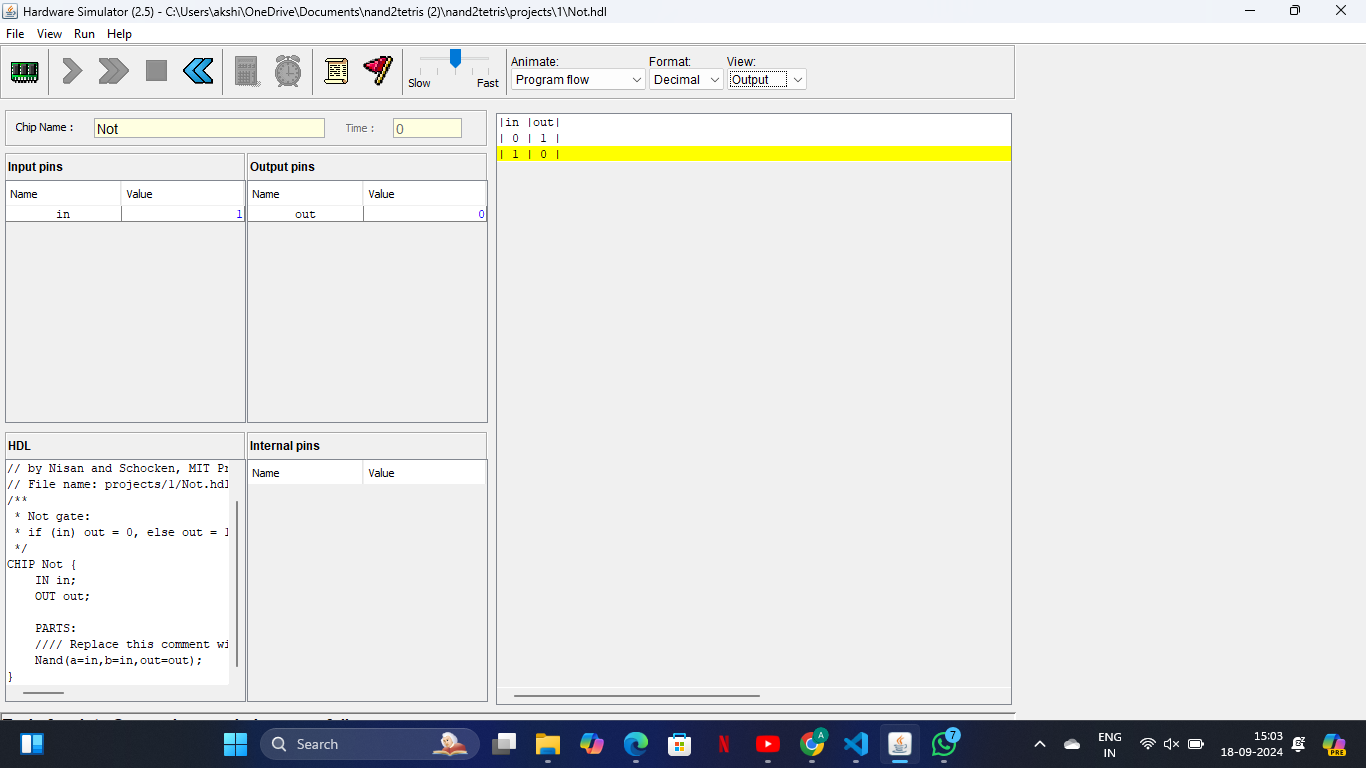 Hardware Simulator (2.5) - C:\Users\akshi\OneDrive\Documents\nand2tetris (2)\nand2tetris\projects\1\Not.hdl
File View Run Help
Slow Fast
Animate: Format: View:
Program flow Decimal Output
Chip Name : Not Time : 0
Input pins
Name Value
in 1
Output pins
Name Value
out 0
|in |out|
| 0 | 1 |
| 1 | 0 |
HDL
// by Nisan and Schocken, MIT Pr
// File name: projects/1/Not.hdl
/**
* Not gate:
* if (in) out = 0, else out = 1
*/
CHIP Not {
IN in;
OUT out;
PARTS:
//// Replace this comment wi
Nand(a=in,b=in,out=out);
}
Internal pins
Name Value
Search
A
7
ENG
IN
15:03
18-09-2024
PRE